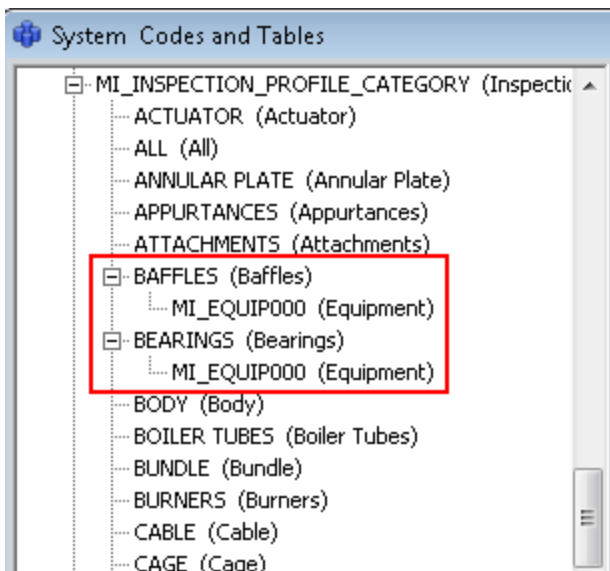 System Codes and Tables
MI_INSPECTION_PROFILE_CATEGORY (Inspectic
ACTUATOR (Actuator)
ALL (All)
ANNULAR PLATE (Annular Plate)
APPURTANCES (Appurtances)
ATTACHMENTS (Attachments)
BAFFLES (Baffles)
MI_EQUIP000 (Equipment)
BEARINGS (Bearings)
MI_EQUIP000 (Equipment)
BODY (Body)
BOILER TUBES (Boiler Tubes)
BUNDLE (Bundle)
BURNERS (Burners)
CABLE (Cable)
CAGE (Cage)